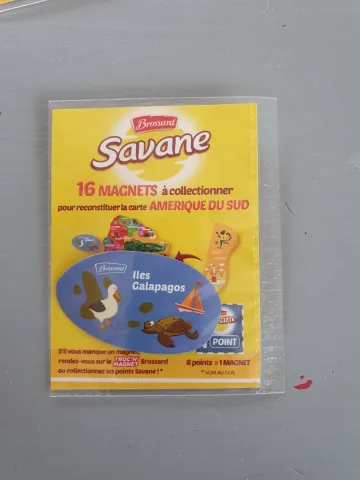 Brossard
Savane
16 MAGNETS à collectionner
pour reconstituer la carte AMERIQUE DU SUD
Brossard
Iles
Galapagos
POINT
S'il vous manque un magnet,
rendez-vous sur le TROC'N MAGNET Brossard
ou collectionnez les points Savane ! *
6 points = 1 MAGNET
* VOIR AU DOS